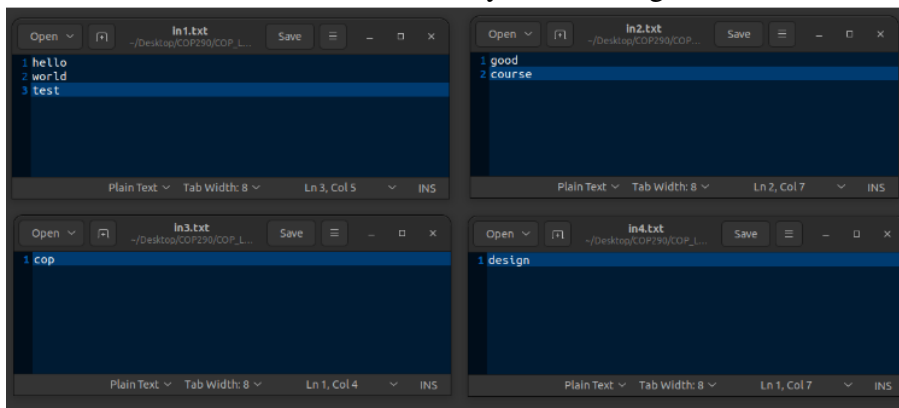 Open
in1.txt
~/Desktop/COP290/COP_L...
Save
1 hello
2 world
3 test
Plain Text Tab Width: 8 Ln 3, Col 5 INS
Open
in2.txt
~/Desktop/COP290/COP...
Save
1 good
2 course
Plain Text Tab Width: 8 Ln 2, Col 7 INS
Open
in3.txt
~/Desktop/COP290/COP_L...
Save
1 cop
Plain Text Tab Width: 8 Ln 1, Col 4 INS
Open
in4.txt
~/Desktop/COP290/COP_L...
Save
1 design
Plain Text Tab Width: 8 Ln 1, Col 7 INS